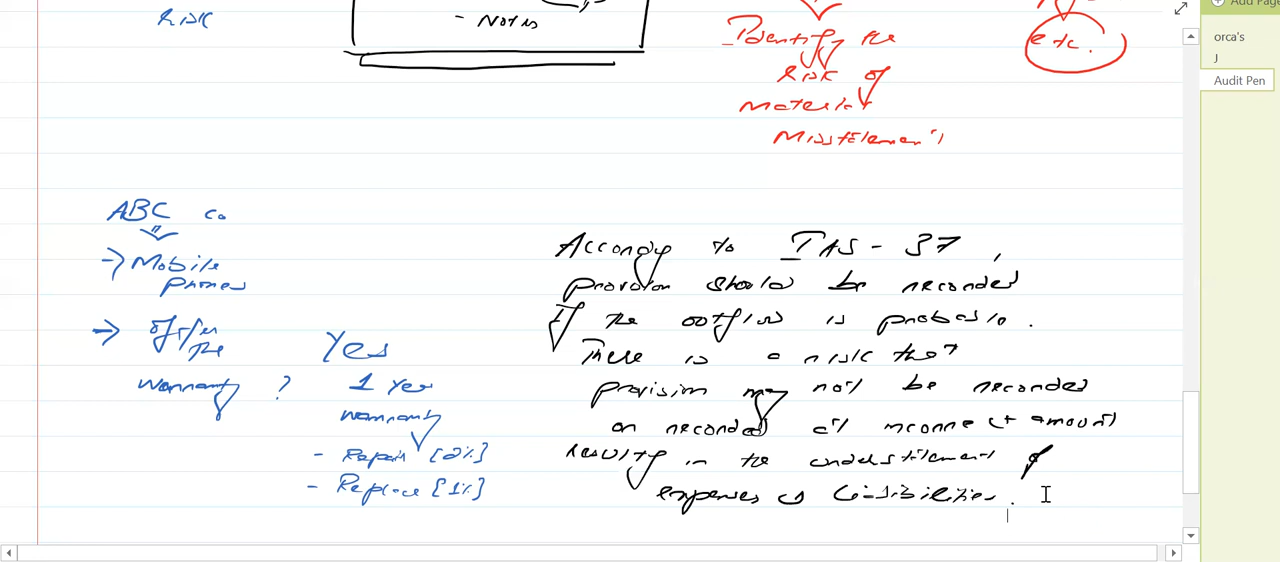 Risk
- Notes
Identify the
Risk of
Material
Misstatement
etc.
Add Page
orca's
J
Audit Pen
ABC co
→ Mobile
phones
→ offer
the
warranty ?
Yes
1 Year
warranty
- Repair [2%]
- Replace [1%]
According to IAS - 37,
provision should be recorded
if the outflow is probable.
There is a risk that
provision may not be recorded
or recorded at incorrect amount
resulting in the understatement of
expenses & Liabilities.